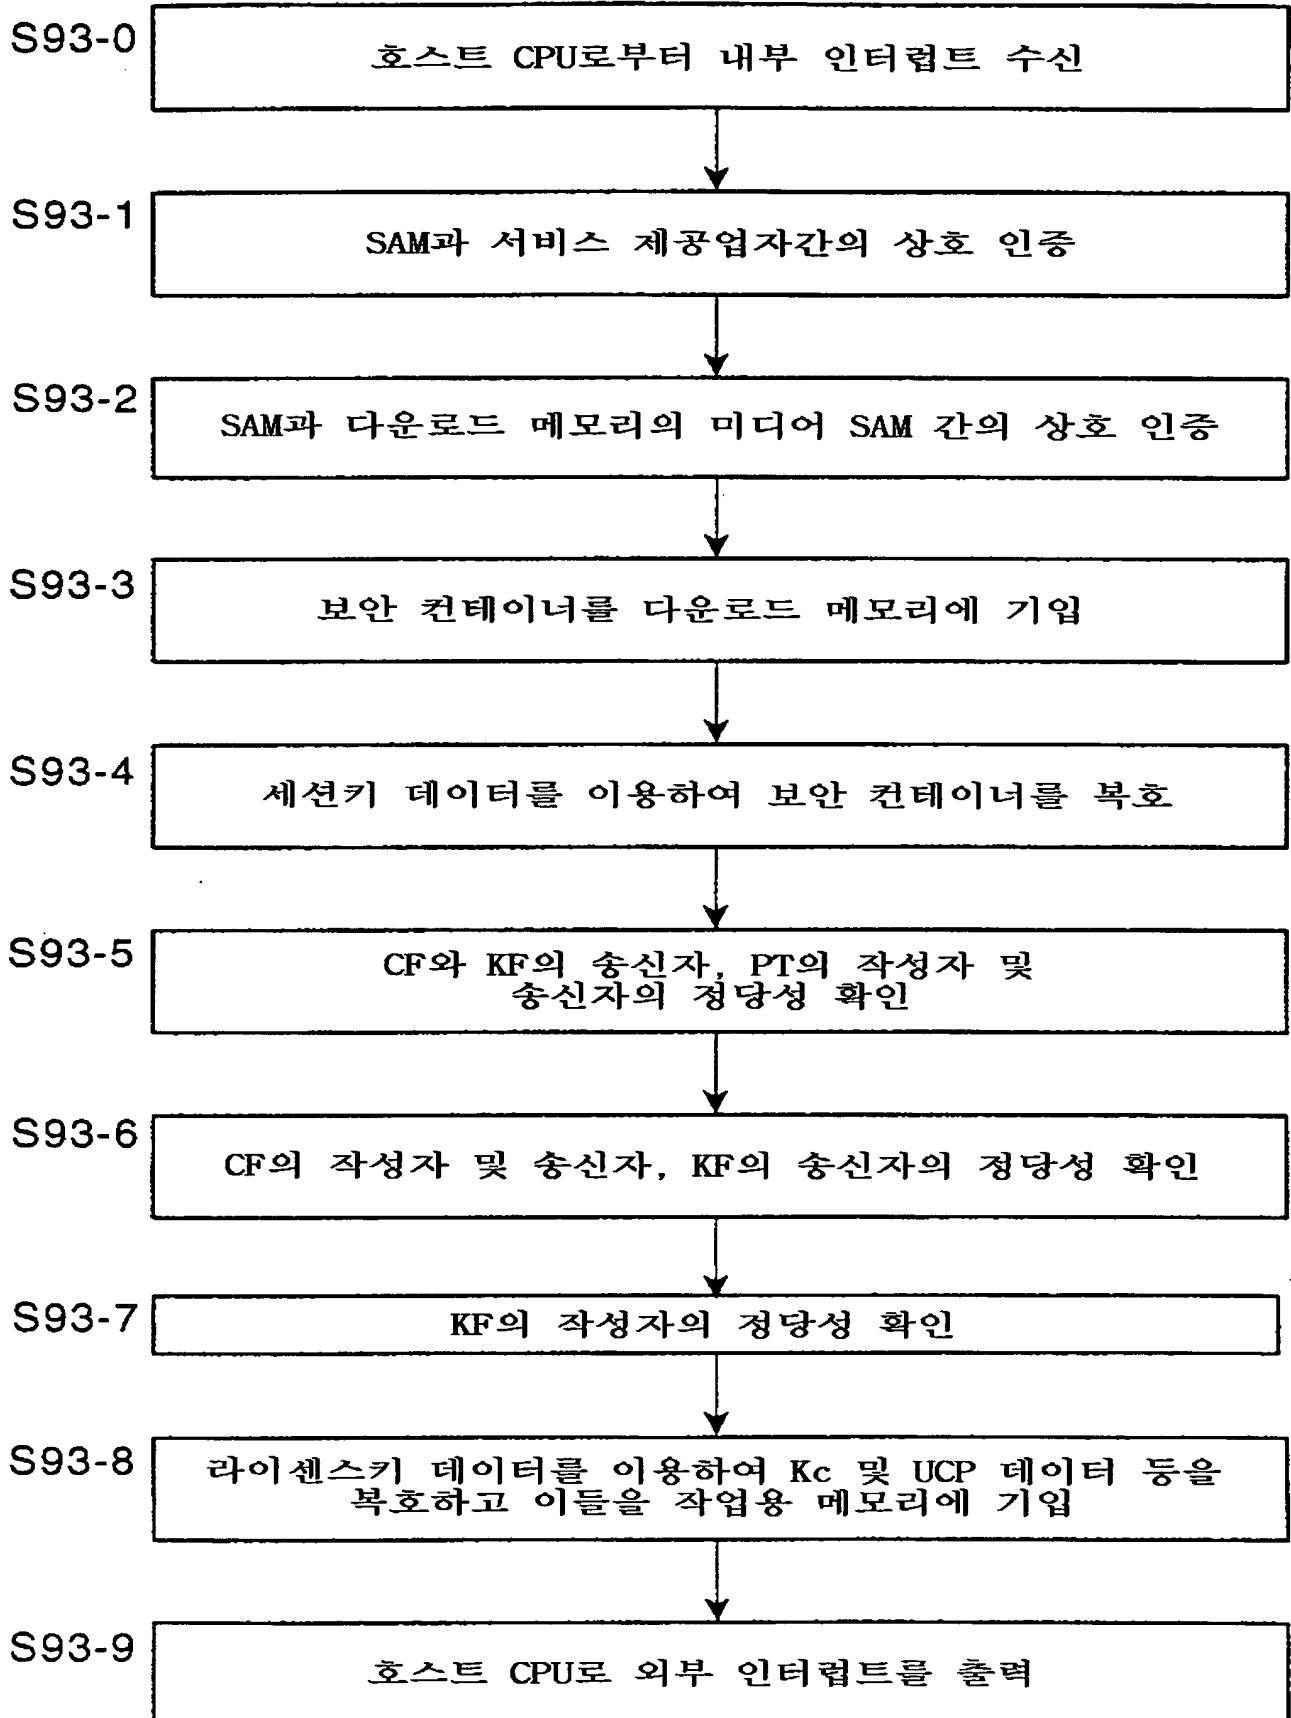 S93-0
호스트 CPU로부터 내부 인터럽트 수신
S93-1
SAM과 서비스 제공업자간의 상호 인증
S93-2
SAM과 다운로드 메모리의 미디어 SAM 간의 상호 인증
S93-3
보안 컨테이너를 다운로드 메모리에 기입
S93-4
세션키 데이터를 이용하여 보안 컨테이너를 복호
S93-5
CF와 KF의 송신자, PT의 작성자 및
송신자의 정당성 확인
S93-6
CF의 작성자 및 송신자, KF의 송신자의 정당성 확인
S93-7
KF의 작성자의 정당성 확인
S93-8
라이센스키 데이터를 이용하여 Kc 및 UCP 데이터 등을
복호하고 이들을 작업용 메모리에 기입
S93-9
호스트 CPU로 외부 인터럽트를 출력